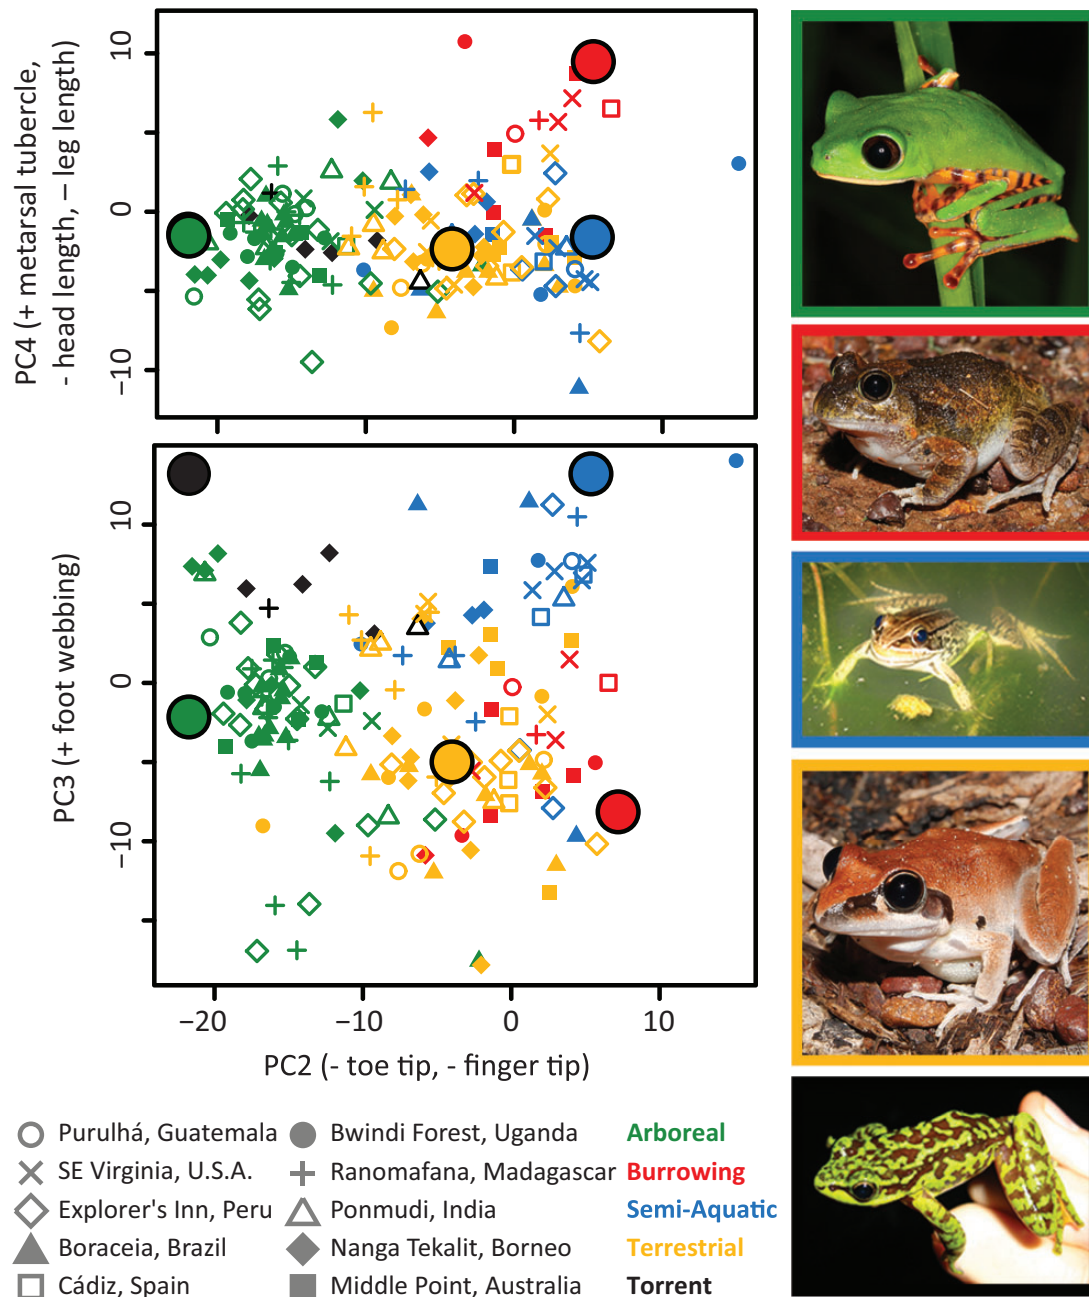 PC4 (+ metarsal tubercle,
- head length, – leg length)
10
0
−10
PC3 (+ foot webbing)
10
0
−10
−20
−10
0
10
PC2 (- toe tip, - finger tip)
Purulhá, Guatemala
Bwindi Forest, Uganda
Arboreal
SE Virginia, U.S.A.
Ranomafana, Madagascar
Burrowing
Explorer's Inn, Peru
Ponmudi, India
Semi-Aquatic
Boraceia, Brazil
Nanga Tekalit, Borneo
Terrestrial
Cádiz, Spain
Middle Point, Australia
Torrent